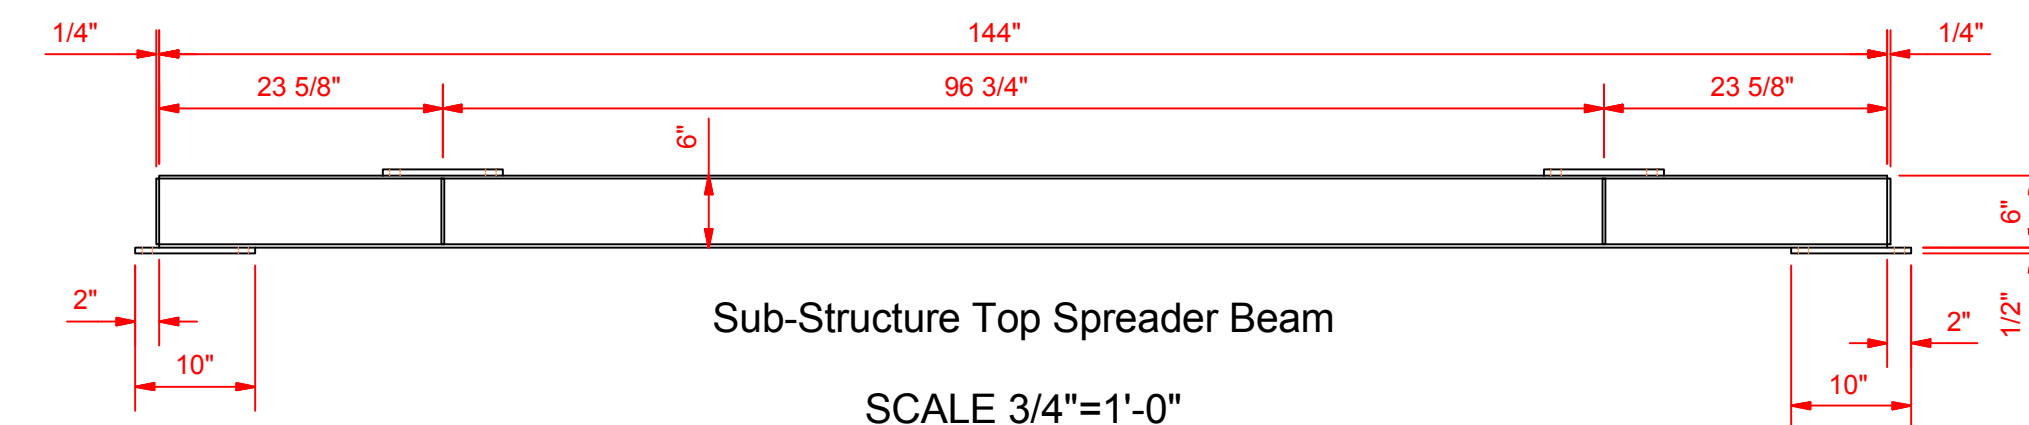 1/4" 144" 1/4"
23 5/8" 96 3/4" 23 5/8"
6"
6"
2" Sub-Structure Top Spreader Beam 2" 1/2"
10" 10"
SCALE 3/4"=1'-0"